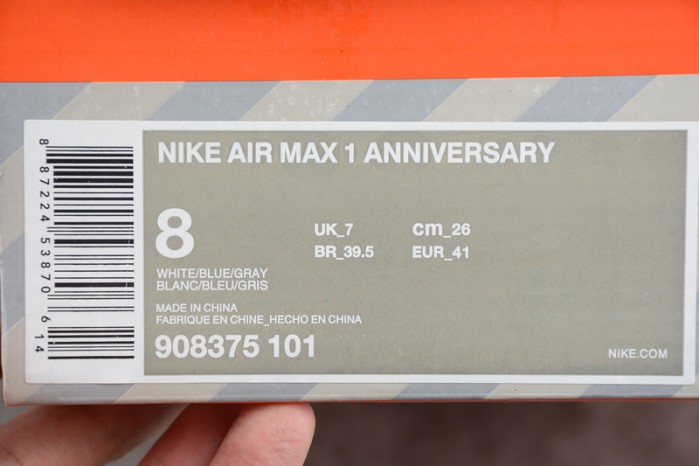 NIKE AIR MAX 1 ANNIVERSARY
8
UK_7 cm_26
BR_39.5 EUR_41
WHITE/BLUE/GRAY
BLANC/BLEU/GRIS
MADE IN CHINA
FABRIQUE EN CHINE_HECHO EN CHINA
908375 101
NIKE.COM
8 87224 53870 6 14